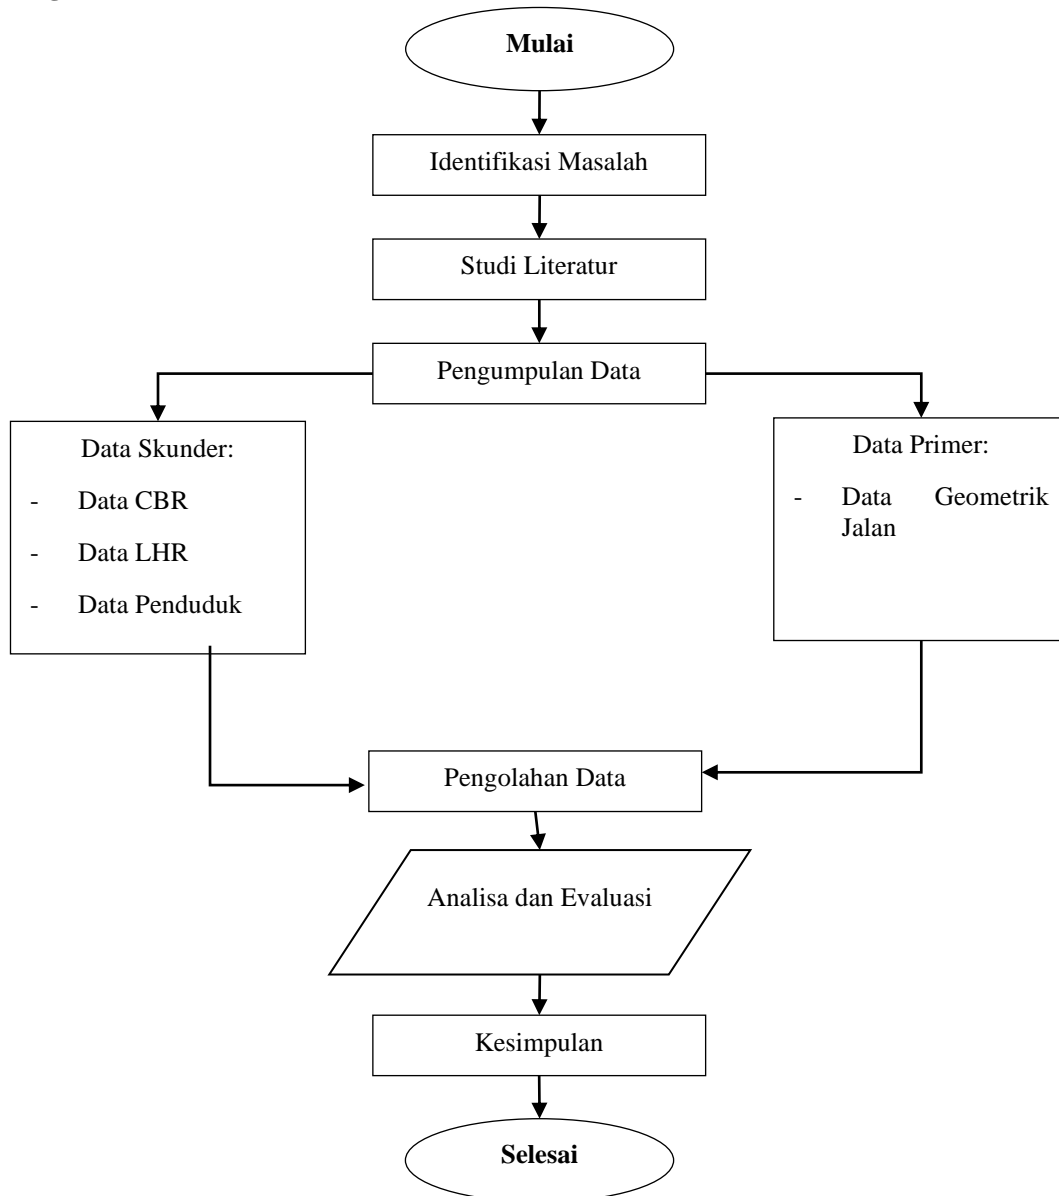 Mulai
Identifikasi Masalah
Studi Literatur
Pengumpulan Data
Data Skunder:
- Data CBR
- Data LHR
- Data Penduduk
Data Primer:
- Data Geometrik
Jalan
Pengolahan Data
Analisa dan Evaluasi
Kesimpulan
Selesai